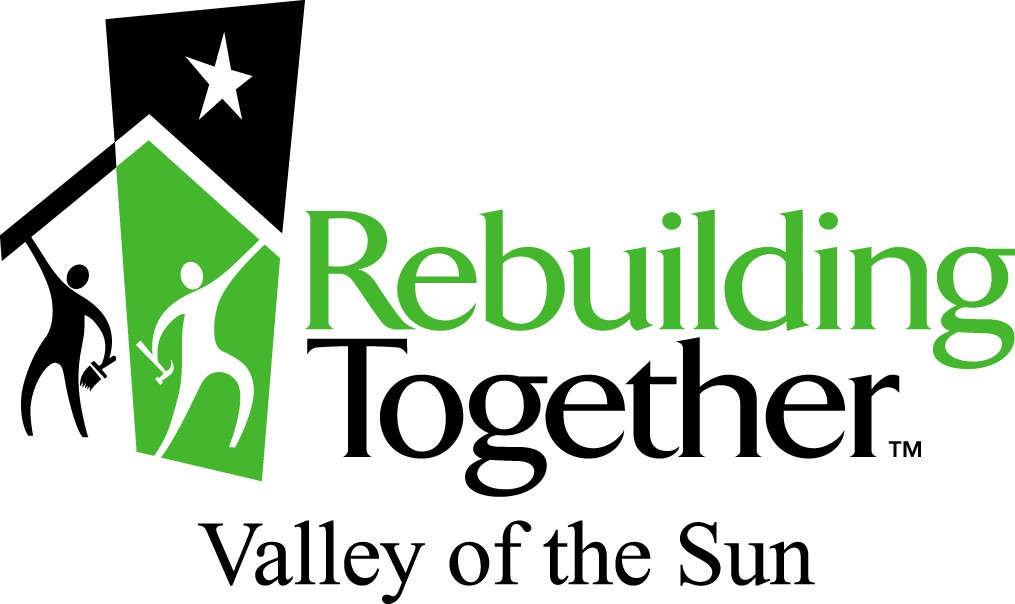 Rebuilding
Together™
Valley of the Sun